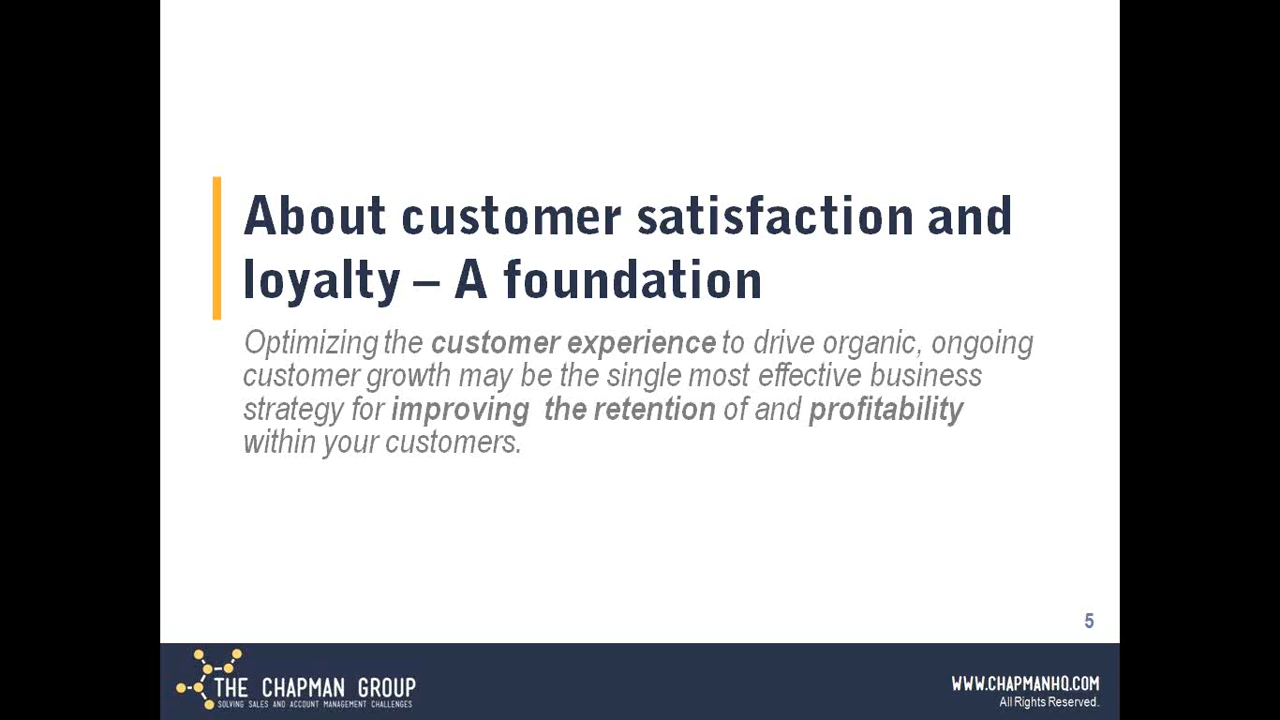 About customer satisfaction and
loyalty – A foundation
Optimizing the customer experience to drive organic, ongoing
customer growth may be the single most effective business
strategy for improving  the retention of and profitability
within your customers.
5
THE CHAPMAN GROUP
SOLVING SALES AND ACCOUNT MANAGEMENT CHALLENGES
WWW.CHAPMANHQ.COM
All Rights Reserved.